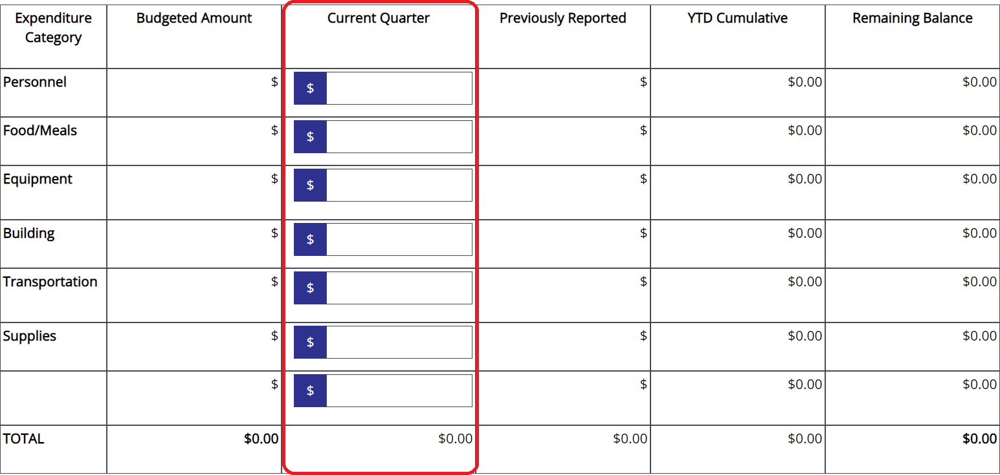 Expenditure Category Budgeted Amount Current Quarter Previously Reported YTD Cumulative Remaining Balance
Personnel $ $ $ $0.00 $0.00
Food/Meals $ $ $ $0.00 $0.00
Equipment $ $ $ $0.00 $0.00
Building $ $ $ $0.00 $0.00
Transportation $ $ $ $0.00 $0.00
Supplies $ $ $ $0.00 $0.00
$ $ $ $0.00 $0.00
TOTAL $0.00 $0.00 $0.00 $0.00 $0.00